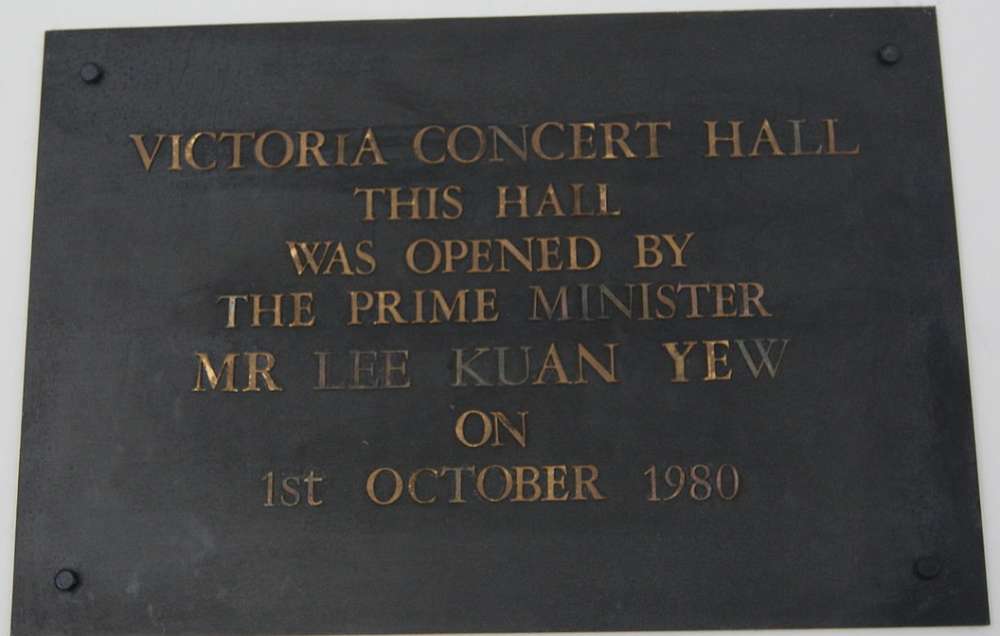 VICTORIA CONCERT HALL
THIS HALL
WAS OPENED BY
THE PRIME MINISTER
MR LEE KUAN YEW
ON
1st OCTOBER 1980